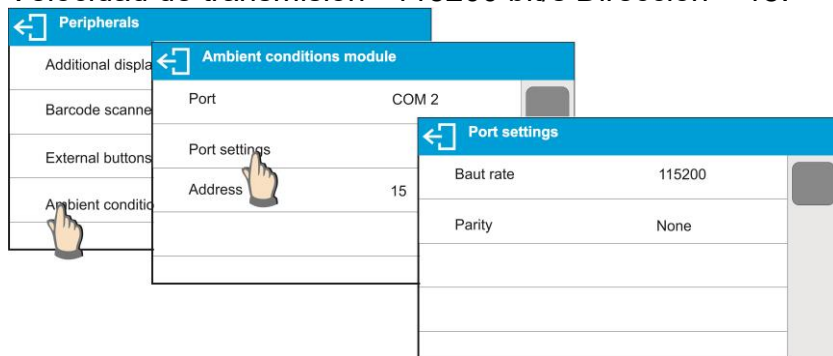 Velocidad de transmisión - 115200 bit/s Dirección – 15.
Peripherals
Additional displa
Barcode scanne
External buttons
Ambient conditio
Ambient conditions module
Port COM 2
Port settings
Address 15
Port settings
Baut rate 115200
Parity None